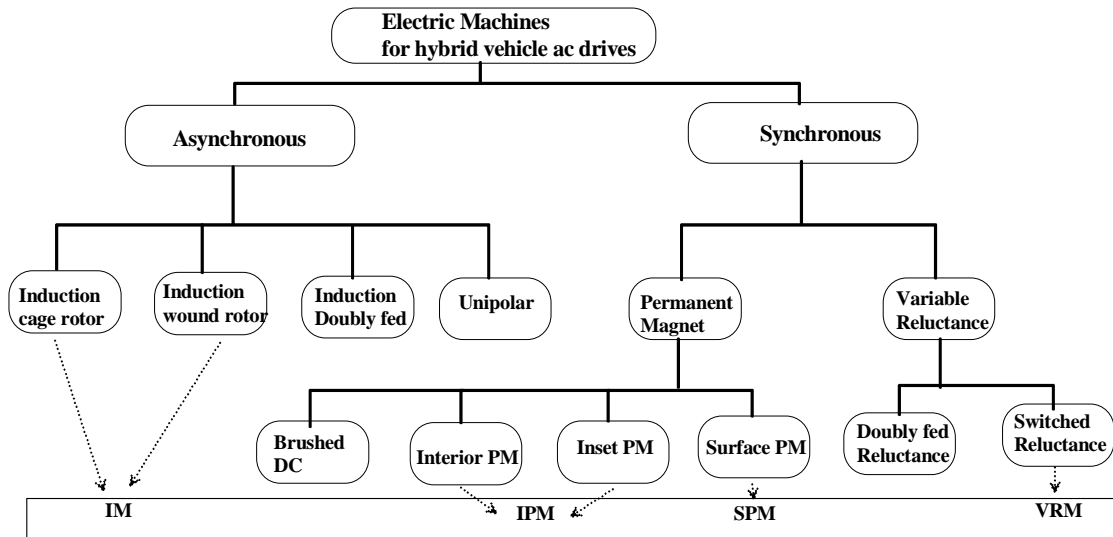 Electric Machines
for hybrid vehicle ac drives
Asynchronous
Synchronous
Induction
cage rotor
Induction
wound rotor
Induction
Doubly fed
Unipolar
Permanent
Magnet
Variable
Reluctance
Brushed
DC
Interior PM
Inset PM
Surface PM
Doubly fed
Reluctance
Switched
Reluctance
IM
IPM
SPM
VRM